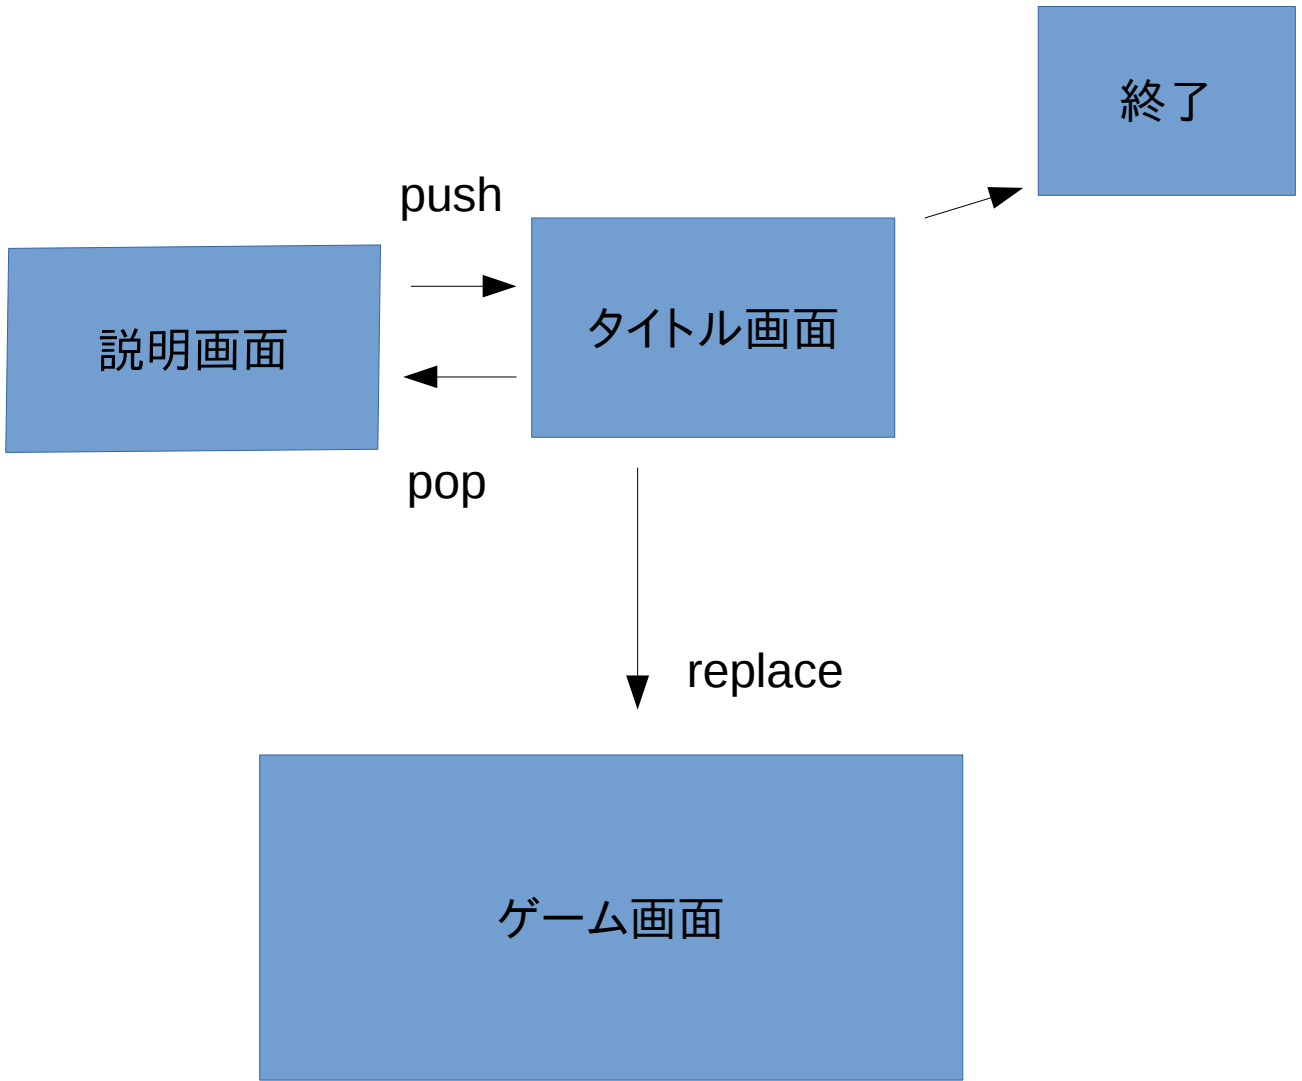 終了
push
説明画面
タイトル画面
pop
replace
ゲーム画面